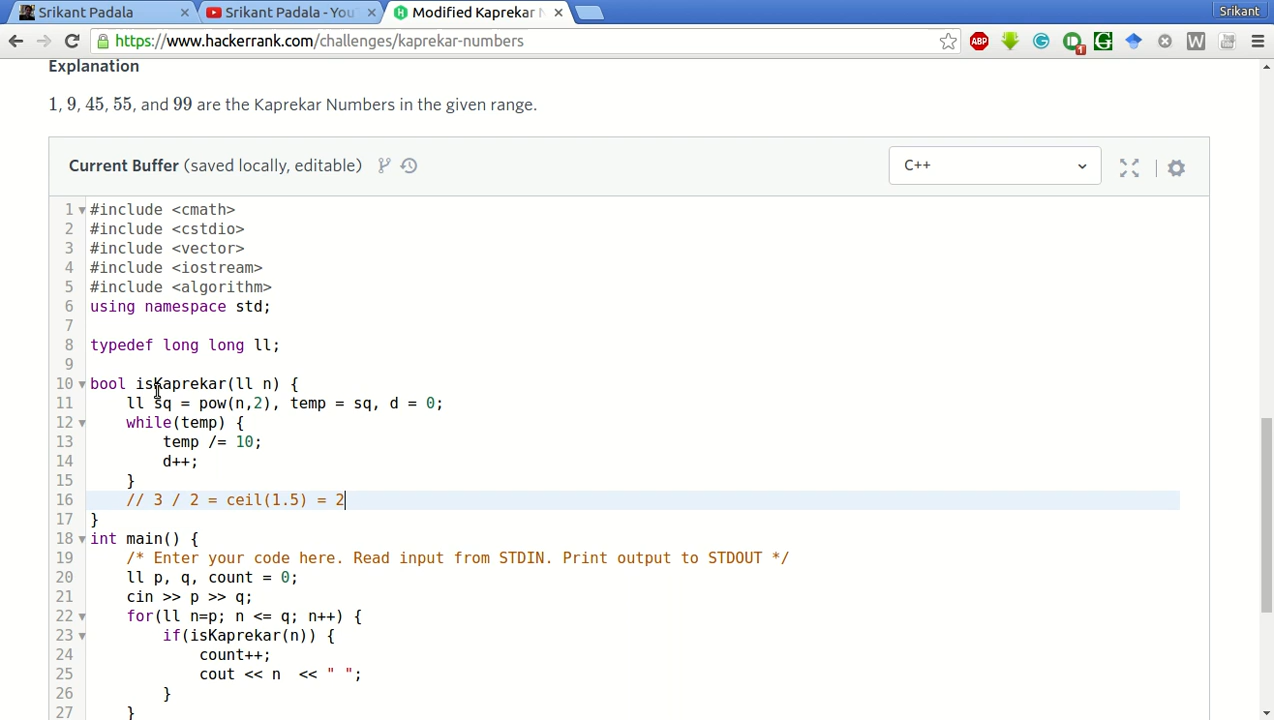 Srikant Padala
Srikant Padala - You
Modified Kaprekar N
Srikant
https://www.hackerrank.com/challenges/kaprekar-numbers
ABP
G
1
G
W
Explanation
1, 9, 45, 55, and 99 are the Kaprekar Numbers in the given range.
Current Buffer (saved locally, editable)
C++
1 #include <cmath>
2 #include <cstdio>
3 #include <vector>
4 #include <iostream>
5 #include <algorithm>
6 using namespace std;
7
8 typedef long long ll;
9
10 bool isKaprekar(ll n) {
11 ll sq = pow(n,2), temp = sq, d = 0;
12 while(temp) {
13 temp /= 10;
14 d++;
15 }
16 // 3 / 2 = ceil(1.5) = 2
17 }
18 int main() {
19 /* Enter your code here. Read input from STDIN. Print output to STDOUT */
20 ll p, q, count = 0;
21 cin >> p >> q;
22 for(ll n=p; n <= q; n++) {
23 if(isKaprekar(n)) {
24 count++;
25 cout << n  << " ";
26 }
27 }